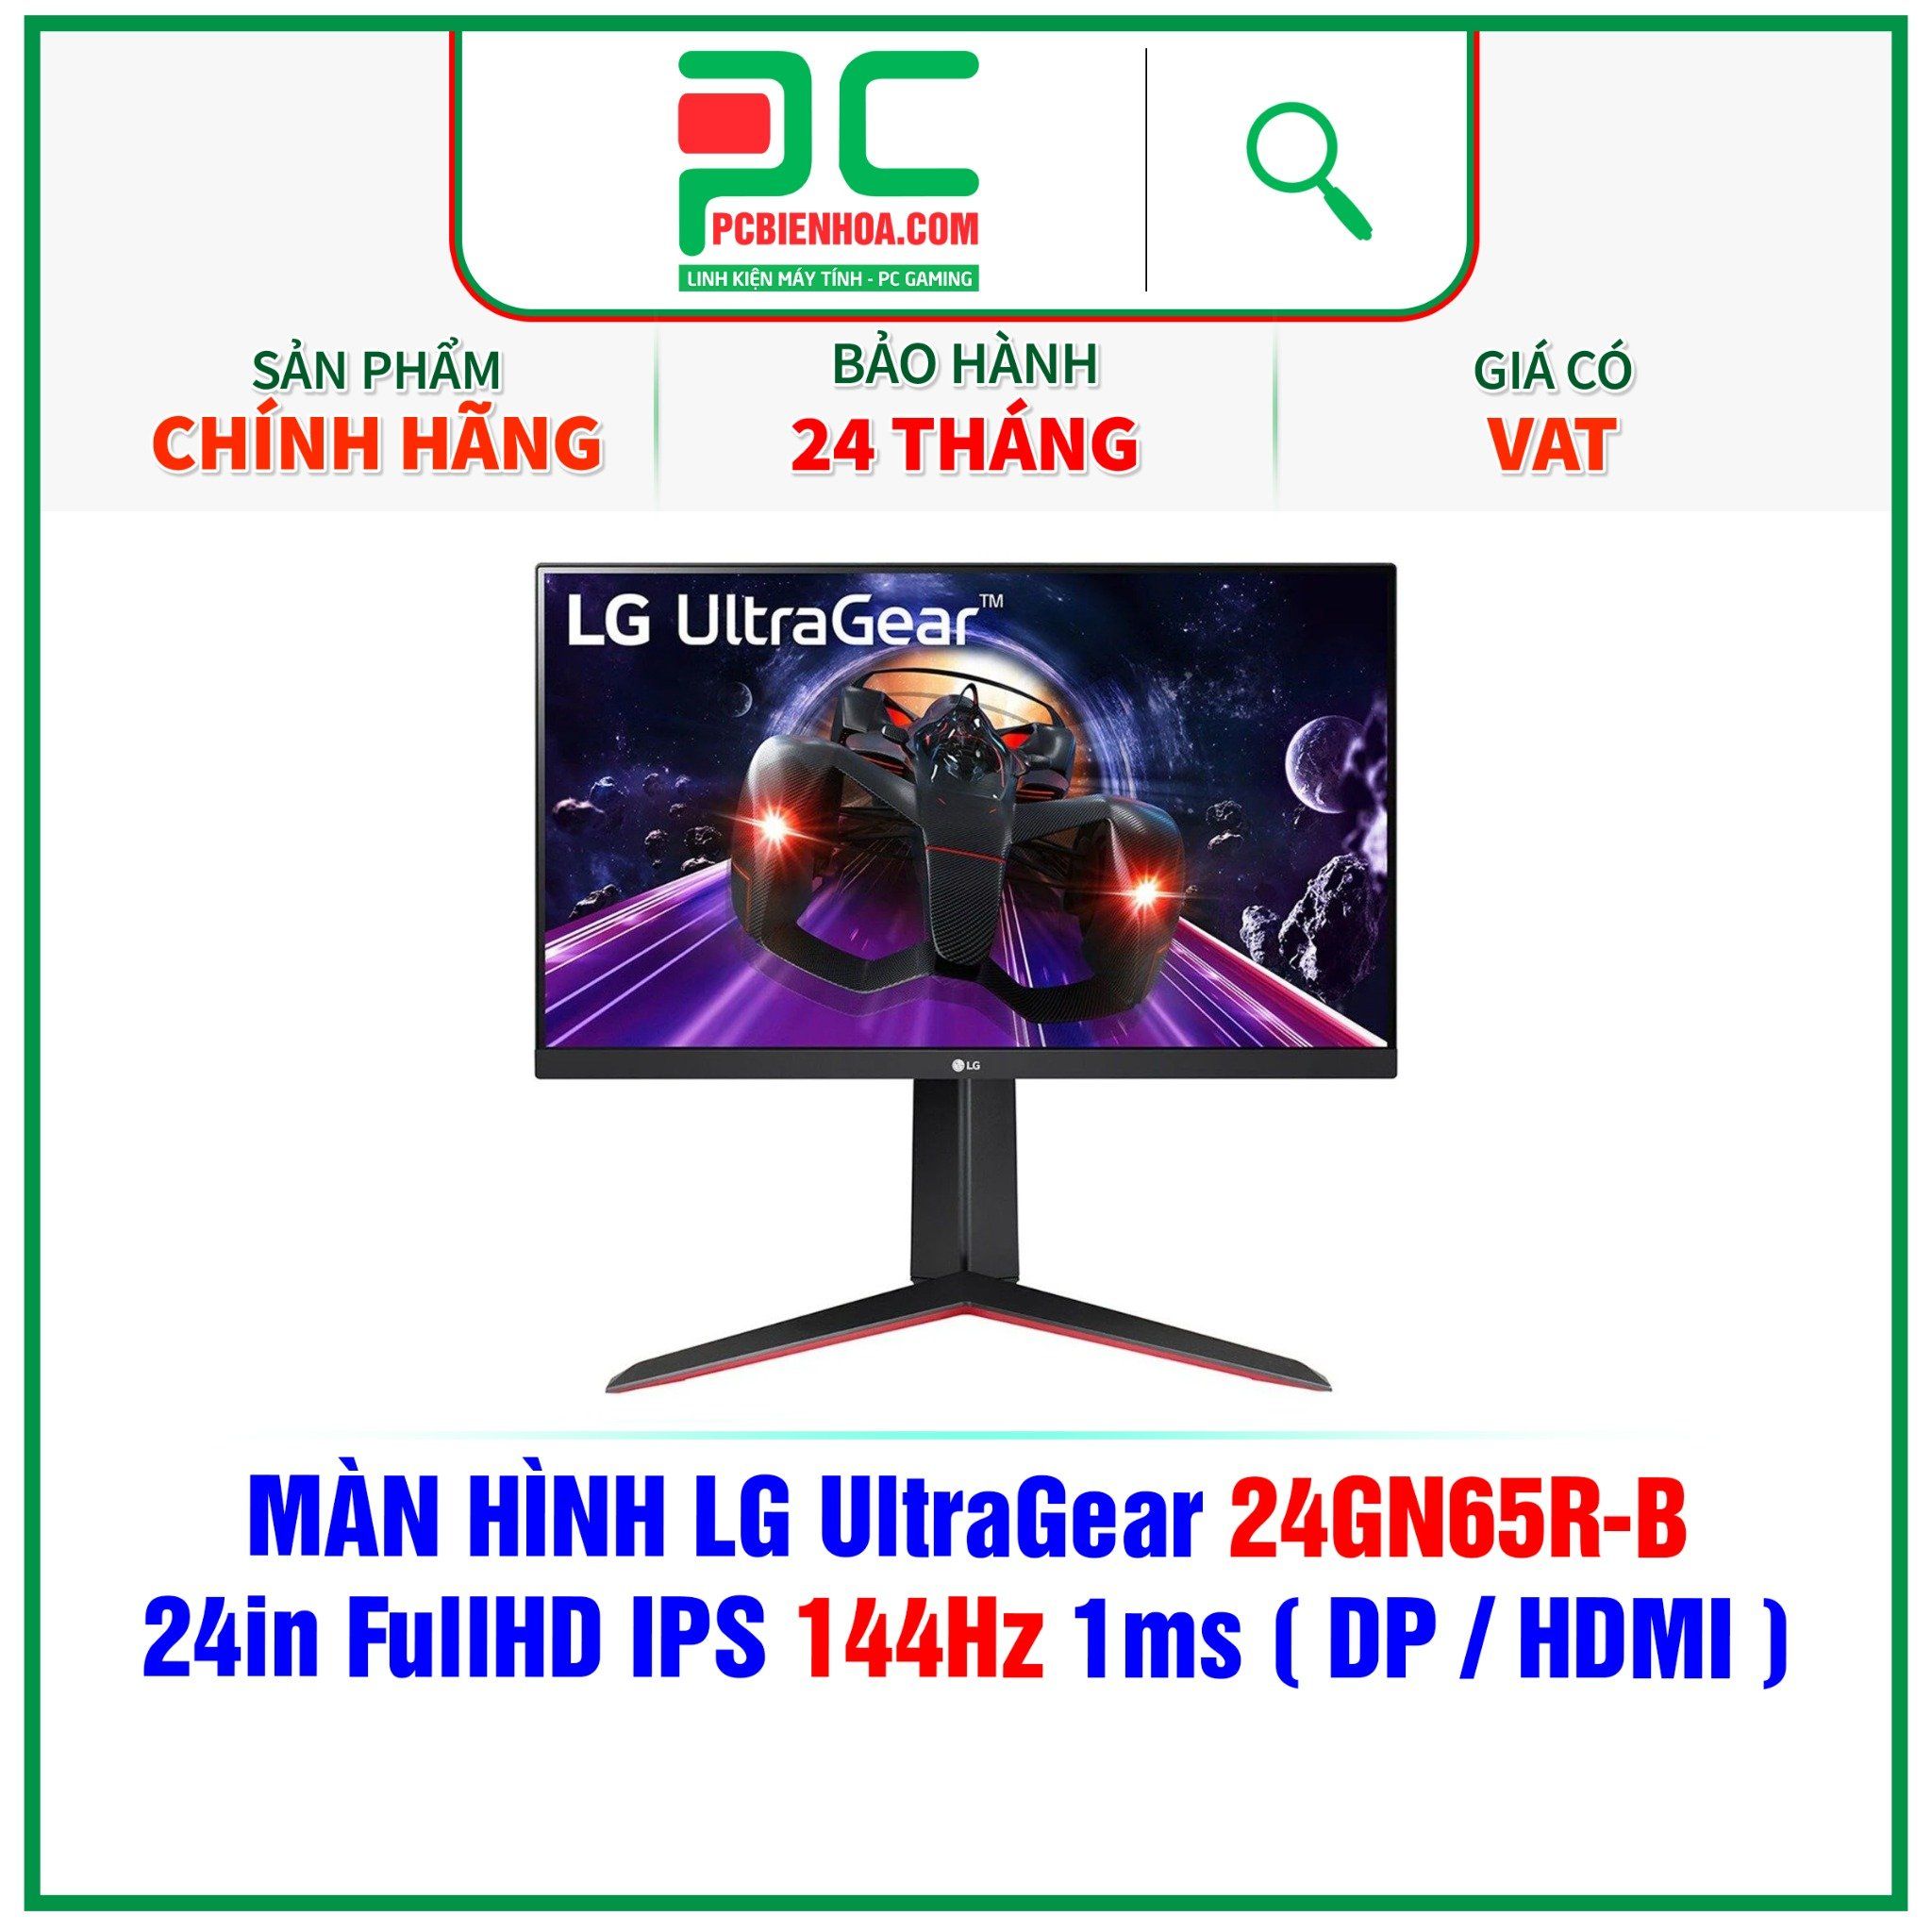 PC
PCBIENHOA.COM
LINH KIỆN MÁY TÍNH - PC GAMING
SẢN PHẨM
CHÍNH HÃNG
BẢO HÀNH
24 THÁNG
GIÁ CÓ
VAT
LG UltraGear™
LG
MÀN HÌNH LG UltraGear 24GN65R-B
24in FullHD IPS 144Hz 1ms ( DP / HDMI )